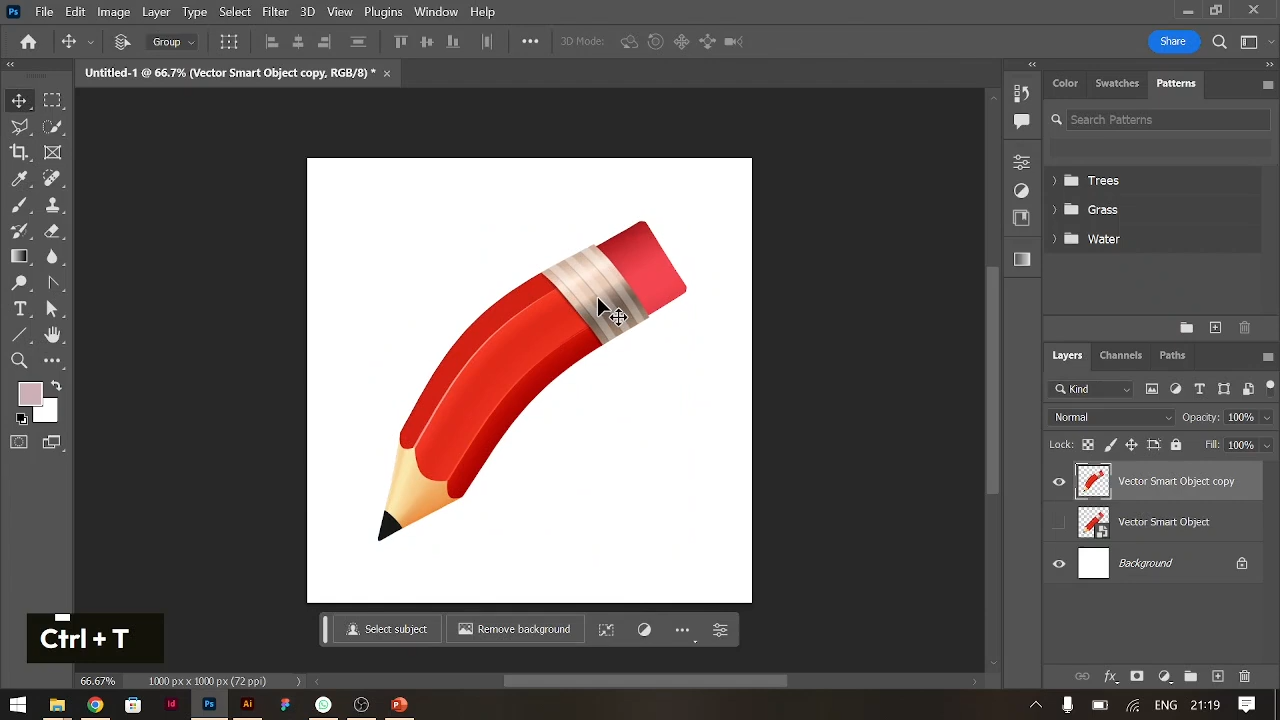 Ps File Edit Image Layer Type Select Filter 3D View Plugins Window Help
Group 3D Mode: Share
Untitled-1 @ 66.7% (Vector Smart Object copy, RGB/8) *
Color Swatches Patterns
Search Patterns
Trees
Grass
Water
Layers Channels Paths
Kind
Normal Opacity: 100%
Lock: Fill: 100%
Vector Smart Object copy
Vector Smart Object
Background
Select subject Remove background
Ctrl + T
66.67% 1000 px x 1000 px (72 ppi)
Id Ps Ai P ENG 21:19